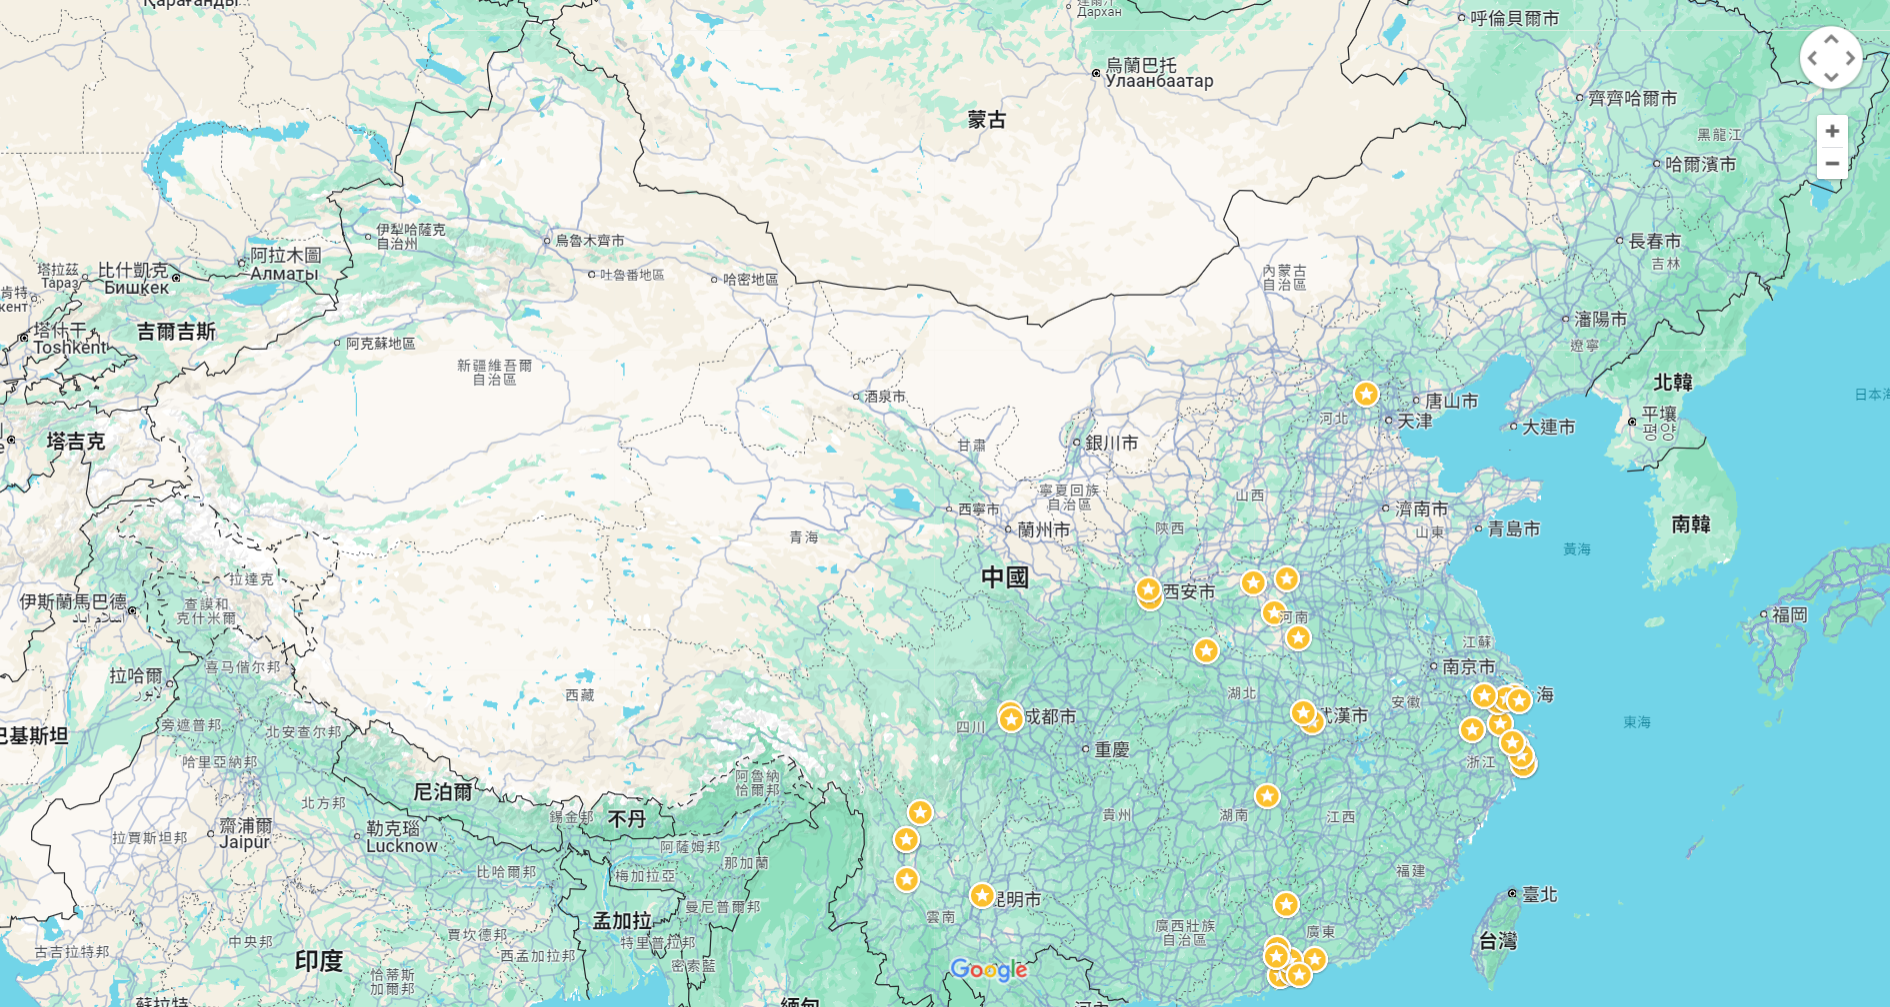 Қарағанды
Дархан
呼倫貝爾市
烏蘭巴托
Улаанбаатар
齊齊哈爾市
蒙古
黑龍江
哈爾濱市
伊犁哈薩克
自治州
烏魯木齊市
長春市
阿拉木圖
Алматы
吉林
塔拉茲
Тараз
比什凱克
Бишкек
吐魯番地區
哈密地區
內蒙古
自治區
肯特
кент
瀋陽市
塔什干
Toshkent
吉爾吉斯
阿克蘇地區
遼寧
新疆維吾爾
自治區
北韓
日本海
酒泉市
唐山市
河北
天津
平壤
평양
大連市
塔吉克
甘肅
銀川市
寧夏回族
自治區
山西
西寧市
濟南市
蘭州市
陝西
山東
青島市
南韓
青海
黃海
中國
拉達克
西安市
伊斯蘭馬巴德
اسلام آباد
查謨和
克什米爾
河南
福岡
江蘇
喜马偕尔邦
南京市
拉哈爾
لاہور
西藏
湖北
安徽
海
旁遮普邦
四川
成都市
武漢市
東海
北安查尔邦
巴基斯坦
重慶
哈里亞納邦
浙江
阿魯納
恰爾邦
尼泊爾
北方邦
錫金邦
不丹
貴州
湖南
江西
齋浦爾
Jaipur
勒克瑙
Lucknow
拉賈斯坦邦
阿薩姆邦
那加蘭
比哈爾邦
梅加拉亞
福建
臺北
昆明市
曼尼普爾邦
雲南
孟加拉
廣西壯族
自治區
廣東
賈坎德邦
中央邦
特里普拉邦
台灣
古吉拉特邦
西孟加拉邦
印度
密索藍
Google
恰蒂斯
加爾邦
蘇拉特
緬甸
河內